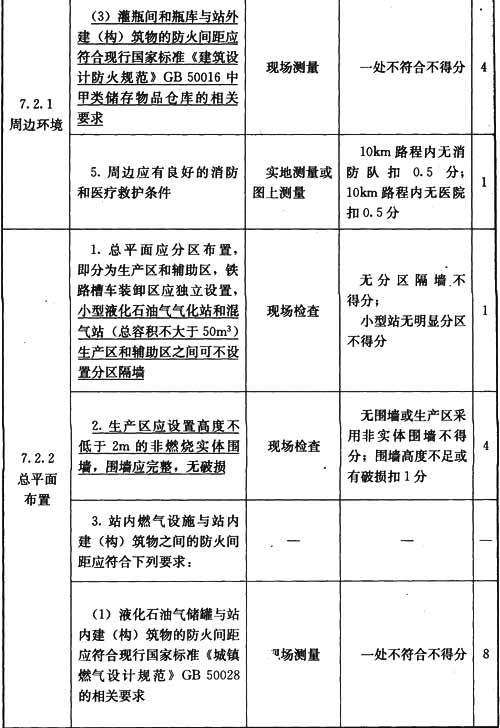 7.2.1
周边环境
(3) 灌瓶间和瓶库与站外
建（构）筑物的防火间距应
符合现行国家标准《建筑设
计防火规范》GB 50016 中
甲类储存物品仓库的相关
要求
现场测量
一处不符合不得分
4
5. 周边应有良好的消防
和医疗救护条件
实地测量或
图上测量
10km 路程内无消
防队扣 0.5 分；
10km 路程内无医院
扣 0.5 分
1
7.2.2
总平面
布置
1. 总平面应分区布置，
即分为生产区和辅助区，铁
路槽车装卸区应独立设置，
小型液化石油气气化站和混
气站（总容积不大于 50m³）
生产区和辅助区之间可不设
置分区隔墙
现场检查
无分区隔墙不
得分；
小型站无明显分区
不得分
1
2. 生产区应设置高度不
低于 2m 的非燃烧实体围
墙，围墙应完整，无破损
现场检查
无围墙或生产区采
用非实体围墙不得
分；围墙高度不足或
有破损扣 1 分
4
3. 站内燃气设施与站内
建（构）筑物之间的防火间
距应符合下列要求：
—
—
—
(1) 液化石油气储罐与站
内建（构）筑物的防火间距
应符合现行国家标准《城镇
燃气设计规范》GB 50028
的相关要求
现场测量
一处不符合不得分
8